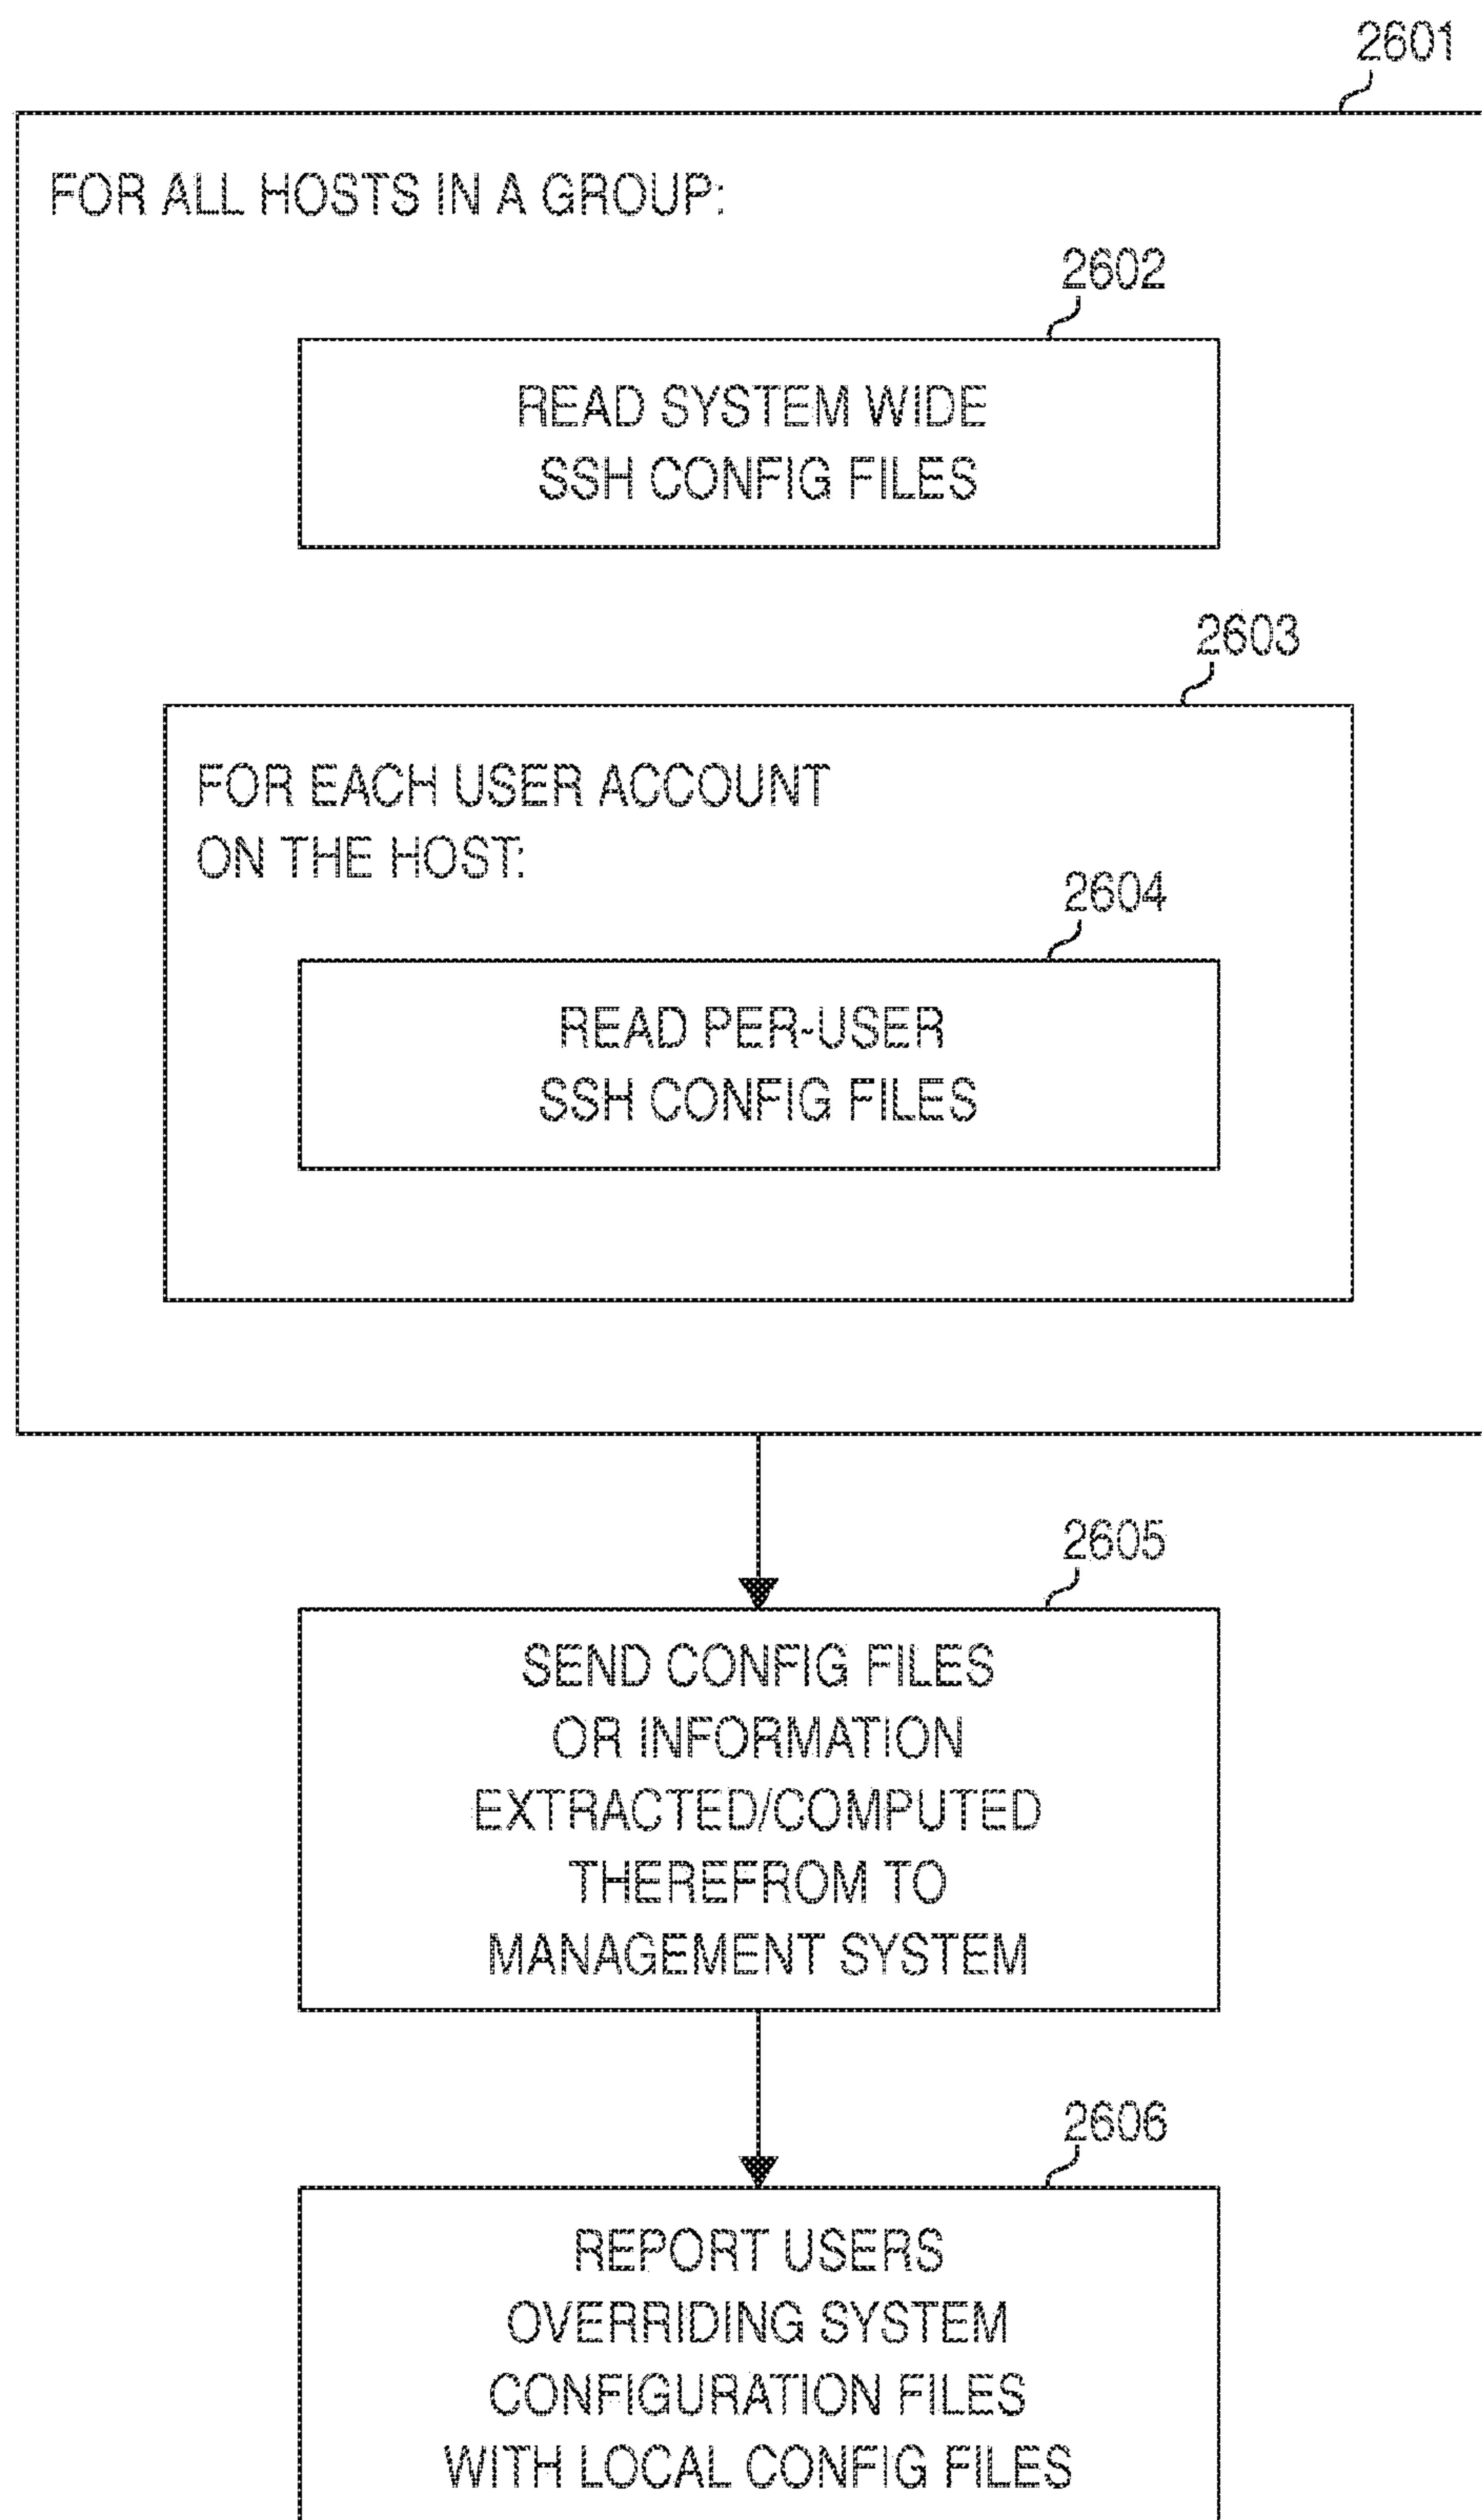 2601
FOR ALL HOSTS IN A GROUP:
2602
READ SYSTEM WIDE
SSH CONFIG FILES
2603
FOR EACH USER ACCOUNT
ON THE HOST:
2604
READ PER-USER
SSH CONFIG FILES
2605
SEND CONFIG FILES
OR INFORMATION
EXTRACTED/COMPUTED
THEREFROM TO
MANAGEMENT SYSTEM
2606
REPORT USERS
OVERRIDING SYSTEM
CONFIGURATION FILES
WITH LOCAL CONFIG FILES